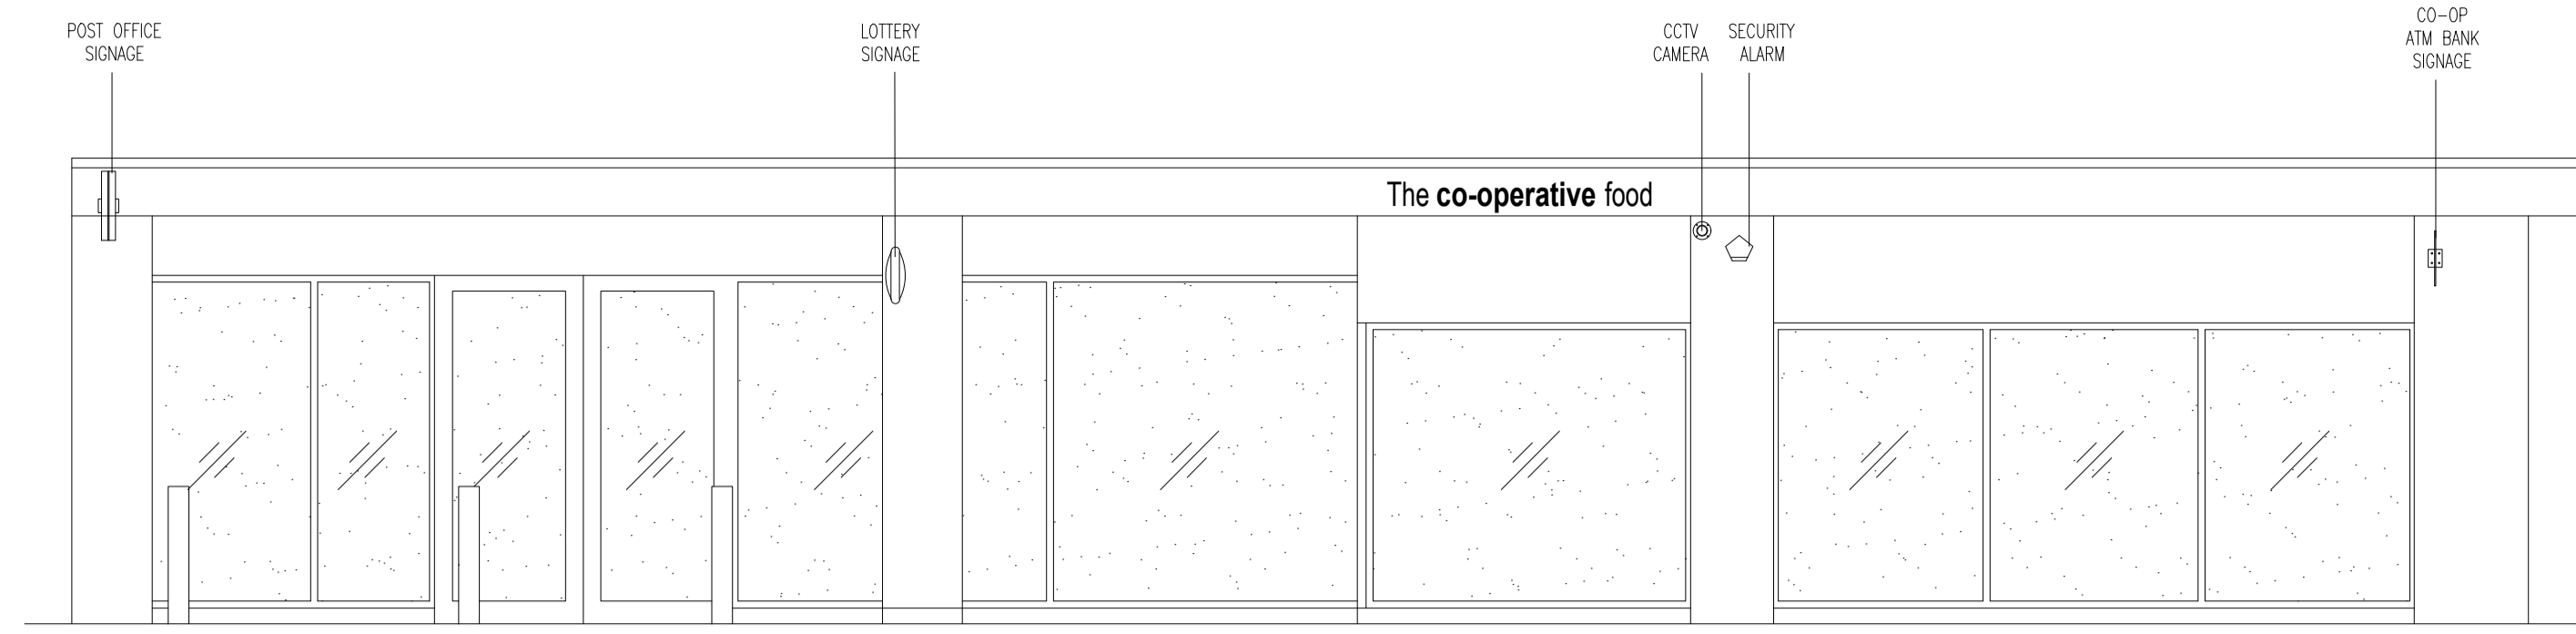 POST OFFICE
SIGNAGE
LOTTERY
SIGNAGE
CCTV
CAMERA
SECURITY
ALARM
CO-OP
ATM BANK
SIGNAGE
The co-operative food